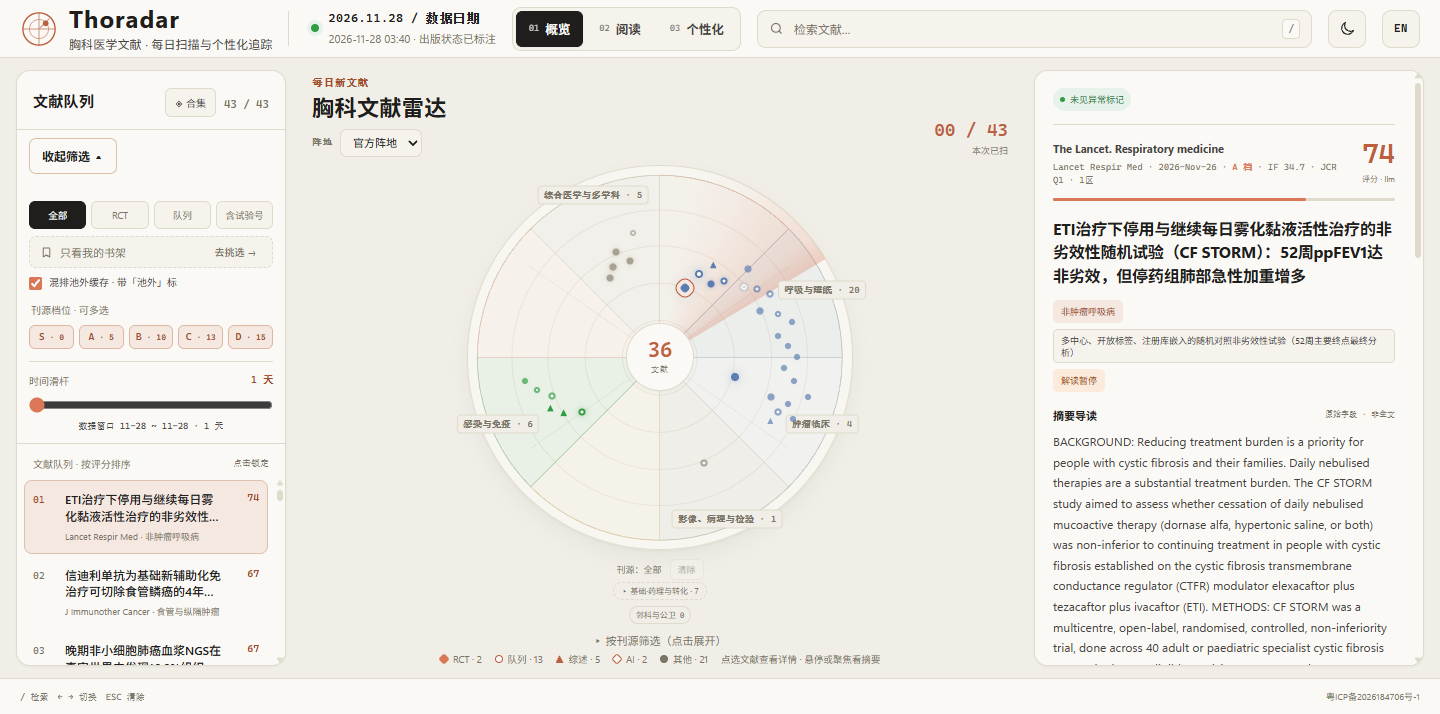 Thoradar
胸科医学文献 · 每日扫描与个性化追踪
2026.11.28 / 数据日期
2026-11-28 03:40 · 出版状态已标注
01 概览
02 阅读
03 个性化
检索文献...
/
EN
文献队列
◈ 合集
43 / 43
收起筛选 ▴
全部
RCT
队列
含试验号
只看我的书架
去挑选 →
混排池外缓存 · 带「池外」标
刊源档位 · 可多选
S · 0
A · 5
B · 10
C · 13
D · 15
时间滑杆
1 天
数据窗口 11-28 ~ 11-28 · 1 天
文献队列 · 按评分排序
点击锁定
01
ETI治疗下停用与继续每日雾
化黏液活性治疗的非劣效性...
74
Lancet Respir Med · 非肿瘤呼吸病
02
信迪利单抗为基础新辅助化免
治疗可切除食管鳞癌的4年...
67
J Immunother Cancer · 食管与纵隔肿瘤
03
晚期非小细胞肺癌血浆NGS在
67
每日新文献
胸科文献雷达
阵地
官方阵地
00 / 43
本次已扫
综合医学与多学科 · 5
呼吸与睡眠 · 20
36
文献
感染与免疫 · 6
肿瘤临床 · 4
影像、病理与检验 · 1
刊源：全部
清除
▸ 基础·药理与转化 · 7
邻科与公卫 0
▸ 按刊源筛选（点击展开）
RCT · 2
队列 · 13
综述 · 5
AI · 2
其他 · 21
点选文献查看详情 · 悬停或聚焦看摘要
未见异常标记
The Lancet. Respiratory medicine
74
Lancet Respir Med · 2026-Nov-26 · A 档 · IF 34.7 · JCR
Q1 · 1区
评分 · llm
ETI治疗下停用与继续每日雾化黏液活性治疗的非
劣效性随机试验（CF STORM）：52周ppFEV1达
非劣效，但停药组肺部急性加重增多
非肿瘤呼吸病
多中心、开放标签、注册库嵌入的随机对照非劣效性试验（52周主要终点最终分
析）
解读暂停
摘要导读
原始字段 · 非全文
BACKGROUND: Reducing treatment burden is a priority for
people with cystic fibrosis and their families. Daily nebulised
therapies are a substantial treatment burden. The CF STORM
study aimed to assess whether cessation of daily nebulised
mucoactive therapy (dornase alfa, hypertonic saline, or both)
was non-inferior to continuing treatment in people with cystic
fibrosis established on the cystic fibrosis transmembrane
conductance regulator (CFTR) modulator elexacaftor plus
tezacaftor plus ivacaftor (ETI). METHODS: CF STORM was a
multicentre, open-label, randomised, controlled, non-inferiority
trial, done across 40 adult or paediatric specialist cystic fibrosis
/ 检索 ← → 切换 ESC 清除
粤ICP备2026184706号-1